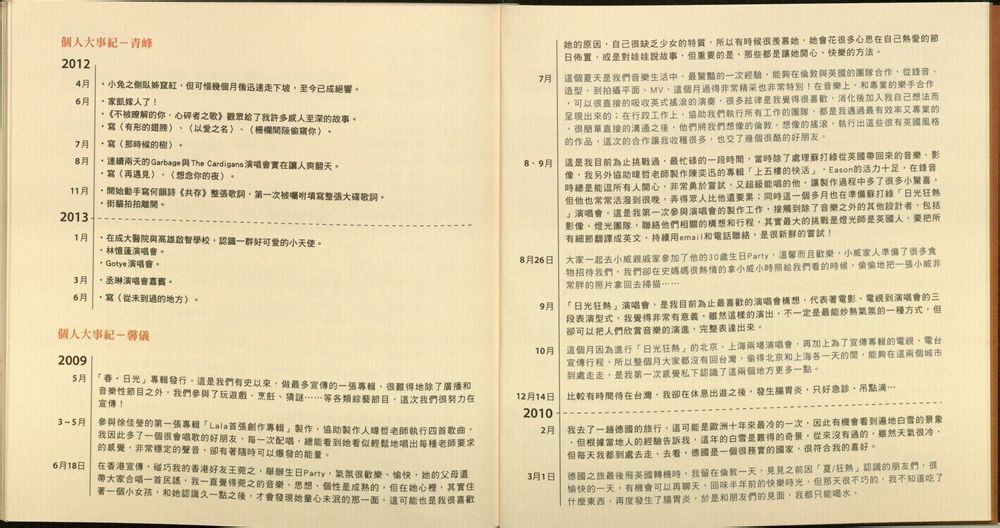 個人大事紀－青峰
2012
4月 ・小兔之側臥姊竄紅，但可惜幾個月後迅速走下坡，至今已成絕響。
6月 ・家凱嫁人了！
・《不被瞭解的你．心碎者之歌》觀眾給了我許多感人至深的故事。
・寫〈有形的翅膀〉、〈以愛之名〉、〈柵欄間隙偷窺你〉。
7月 ・寫〈那時候的樹〉。
8月 ・連續兩天的Garbage與The Cardigans演唱會實在讓人爽翻天。
・寫〈再遇見〉、〈想念你的夜〉。
11月 ・開始動手寫何韻詩《共存》整張歌詞，第一次被囑咐填寫整張大碟歌詞。
・街貓拍拍離開。
2013
1月 ・在成大醫院與高雄啟智學校，認識一群好可愛的小天使。
・林憶蓮演唱會。
・Gotye演唱會。
3月 ・丞琳演唱會嘉賓。
6月 ・寫〈從未到過的地方〉。
個人大事紀－馨儀
2009
5月 「春．日光」專輯發行，這是我們有史以來，做最多宣傳的一張專輯，很難得地除了廣播和
音樂性節目之外，我們參與了玩遊戲、烹飪、猜謎……等各類綜藝節目，這次我們很努力在
宣傳！
3~5月 參與徐佳瑩的第一張專輯「Lala首張創作專輯」製作，協助製作人暐哲老師執行四首歌曲，
我因此多了一個很會唱歌的好朋友，每一次配唱，總能看到她看似輕鬆地唱出每種老師要求
的感覺，非常穩定的聲音，卻有著隨時可以爆發的能量。
6月18日 在香港宣傳，碰巧我的香港好友王菀之，舉辦生日Party，氣氛很歡樂、愉快，她的父母還
帶大家合唱一首民謠，我一直覺得菀之的音樂、思想、個性是成熟的，但在她心裡，其實住
著一個小女孩，和她認識久一點之後，才會發現她童心未泯的那一面，這可能也是我很喜歡
她的原因，自己很缺乏少女的特質，所以有時候很羨慕她，她會花很多心思在自己熱愛的節
日佈置，或是對娃娃說故事，但重要的是，那些都是讓她開心、快樂的方法。
7月 這個夏天是我們音樂生活中，最驚豔的一次經驗，能夠在倫敦與英國的團隊合作，從錄音、
造型、到拍攝平面、MV，這個月過得非常精采也非常特別！在音樂上，和專業的樂手合作
，可以很直接的吸收英式搖滾的演奏，很多絃律是我覺得很喜歡，消化後加入我自己想法而
呈現出來的；在行政工作上，協助我們執行所有工作的團隊，都是我遇過最有效率又專業的
，很簡單直接的溝通之後，他們將我們想像的倫敦、想像的搖滾，執行出這些很有英國風格
的作品，這次的合作讓我收穫很多，也交了幾個很酷的好朋友。
8、9月 這是我目前為止挑戰過，最忙碌的一段時間，當時除了處理蘇打綠從英國帶回來的音樂、影
像，我另外協助暐哲老師製作陳奕迅的專輯「上五樓的快活」，Eason的活力十足，在錄音
時總是能逗所有人開心，非常勇於嘗試，又超級能唱的他，讓製作過程中多了很多小驚喜，
但他也常常活潑到很晚，弄得眾人比他還要累；同時這一個多月也在準備蘇打綠「日光狂熱
」演唱會，這是我第一次參與演唱會的製作工作，接觸到除了音樂之外的其他設計者，包括
影像、燈光團隊，聯絡他們相關的構想和行程，其實最大的挑戰是燈光師是英國人，要把所
有細節翻譯成英文，持續用email和電話聯絡，是很新鮮的嘗試！
8月26日 大家一起去小威親戚家參加了他的30歲生日Party，溫馨而且歡樂，小威家人準備了很多食
物招待我們，我們卻在史媽媽很熱情的拿小威小時照給我們看的時候，偷偷地把一張小威非
常胖的照片拿回去掃描……
9月 「日光狂熱」演唱會，是我目前為止最喜歡的演唱會構想，代表著電影、電視到演唱會的三
段表演型式，我覺得非常有意義，雖然這樣的演出，不一定是最能炒熱氣氛的一種方式，但
卻可以把人們欣賞音樂的演進、完整表達出來。
10月 這個月因為進行「日光狂熱」的北京、上海兩場演唱會，再加上為了宣傳專輯的電視、電台
宣傳行程，所以整個月大家都沒有回台灣，偷得北京和上海各一天的閒，能夠在這兩個城市
到處走走，是我第一次感覺私下認識了這兩個地方更多一點。
12月14日 比較有時間待在台灣，我卻在休息出遊之後，發生腸胃炎，只好急診、吊點滴…
2010
2月 我去了一趟德國的旅行，這可能是歐洲十年來最冷的一次，因此有機會看到遍地白雪的景象
，但根據當地人的經驗告訴我，這年的白雪是難得的奇景，從來沒有過的，雖然天氣很冷，
但每天我都到處去走、去看，德國是一個很務實的國家，很符合我的喜好。
3月1日 德國之旅最後飛英國轉機時，我留在倫敦一天，見見之前因「夏/狂熱」認識的朋友們，很
愉快的一天，有機會可以再聊天，回味半年前的快樂時光，但那天很不巧的，我不知道吃了
什麼東西，再度發生了腸胃炎，於是和朋友們的見面，我都只能喝水。